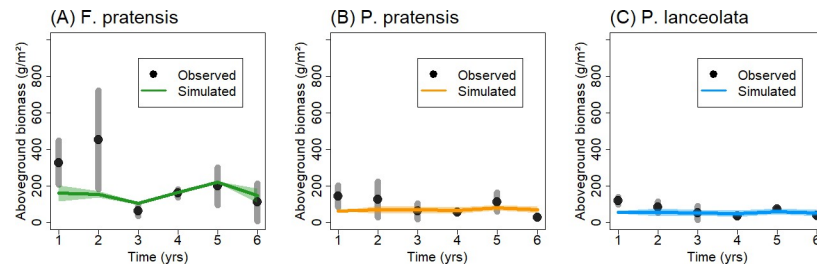 (A) F. pratensis
Aboveground biomass (g/m²)
0 200 400 600 800
Observed
Simulated
1 2 3 4 5 6
Time (yrs)
(B) P. pratensis
Aboveground biomass (g/m²)
0 200 400 600 800
Observed
Simulated
1 2 3 4 5 6
Time (yrs)
(C) P. lanceolata
Aboveground biomass (g/m²)
0 200 400 600 800
Observed
Simulated
1 2 3 4 5 6
Time (yrs)